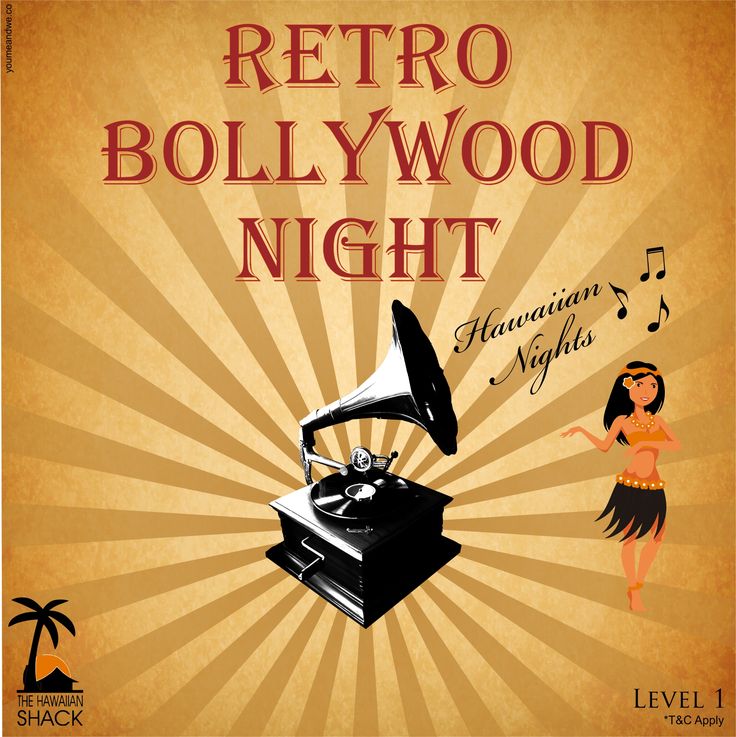 youmeandwe.co
RETRO
BOLLYWOOD
NIGHT
Hawaiian
Nights
THE HAWAIIAN
SHACK
LEVEL 1
*T&C Apply